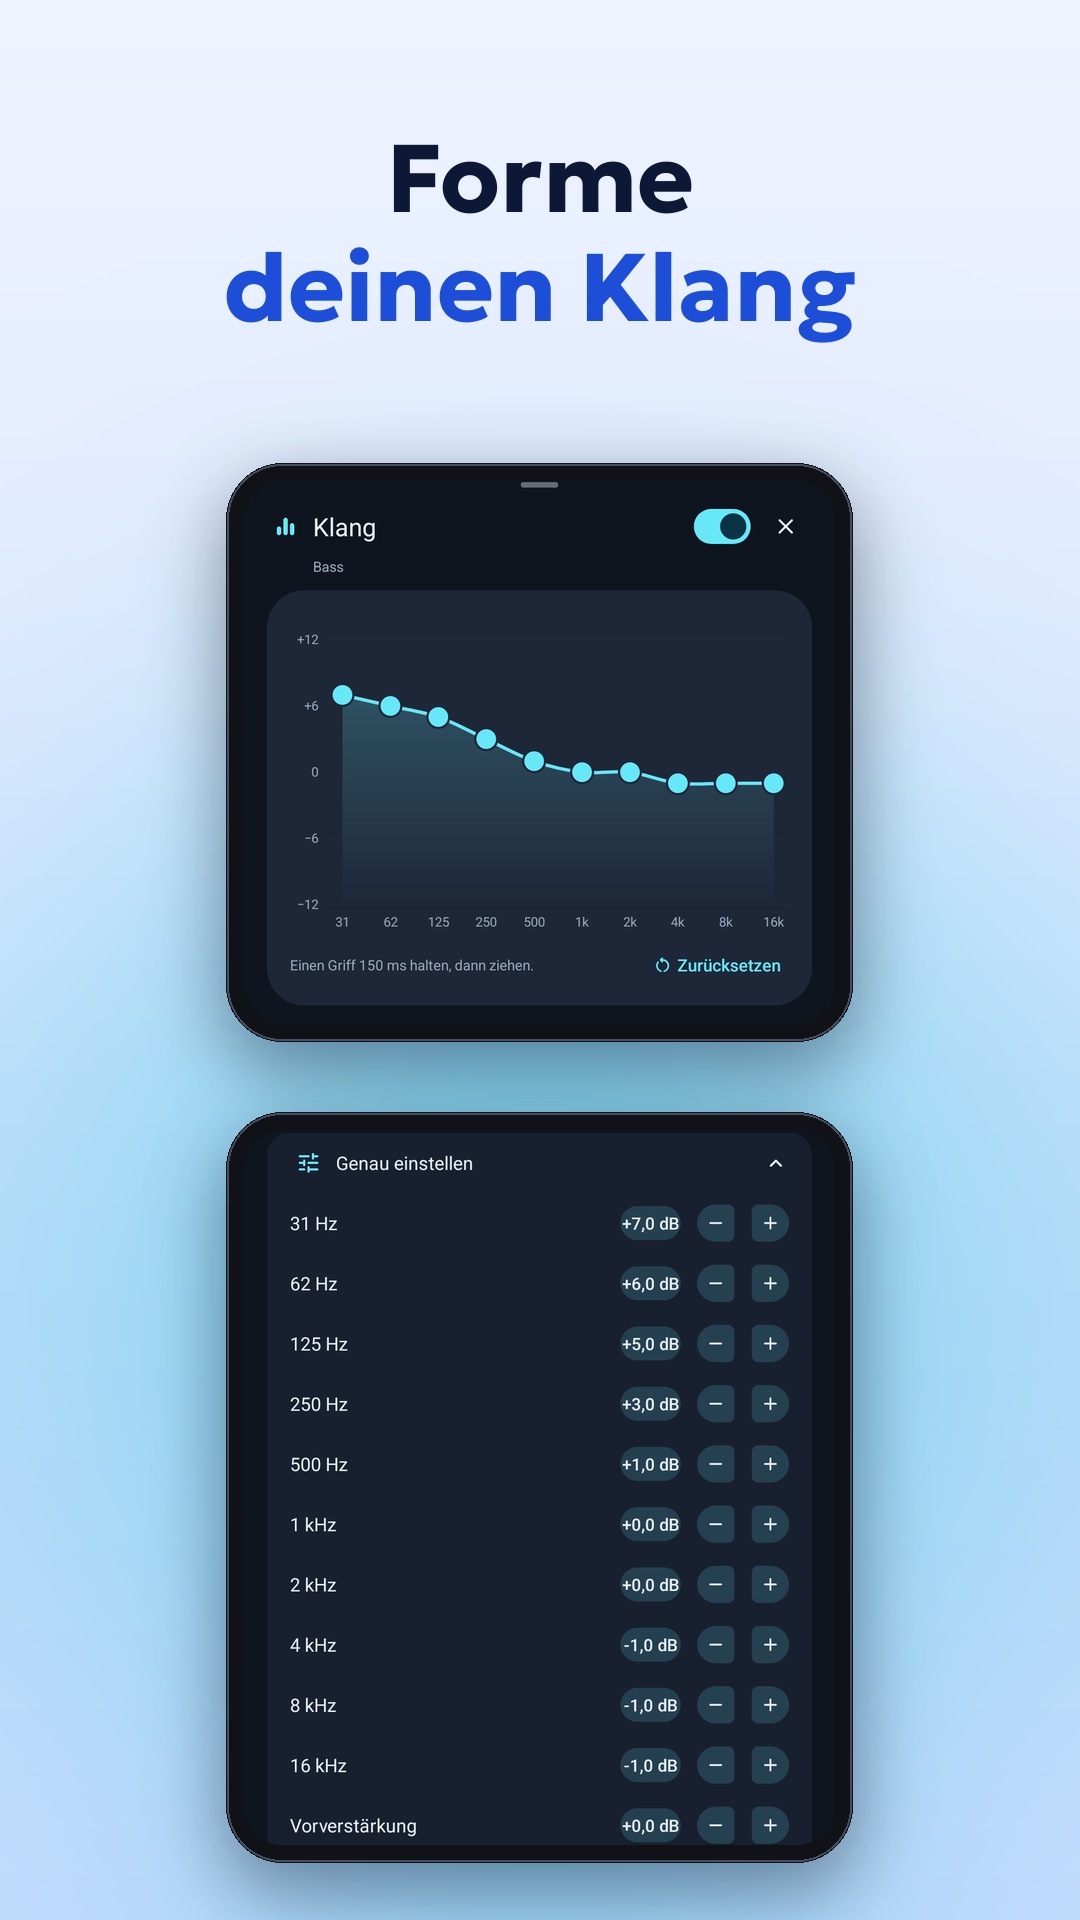 Forme
deinen Klang
Klang
Bass
+12
+6
0
−6
−12
31 62 125 250 500 1k 2k 4k 8k 16k
Einen Griff 150 ms halten, dann ziehen. Zurücksetzen
Genau einstellen
31 Hz +7,0 dB − +
62 Hz +6,0 dB − +
125 Hz +5,0 dB − +
250 Hz +3,0 dB − +
500 Hz +1,0 dB − +
1 kHz +0,0 dB − +
2 kHz +0,0 dB − +
4 kHz -1,0 dB − +
8 kHz -1,0 dB − +
16 kHz -1,0 dB − +
Vorverstärkung +0,0 dB − +